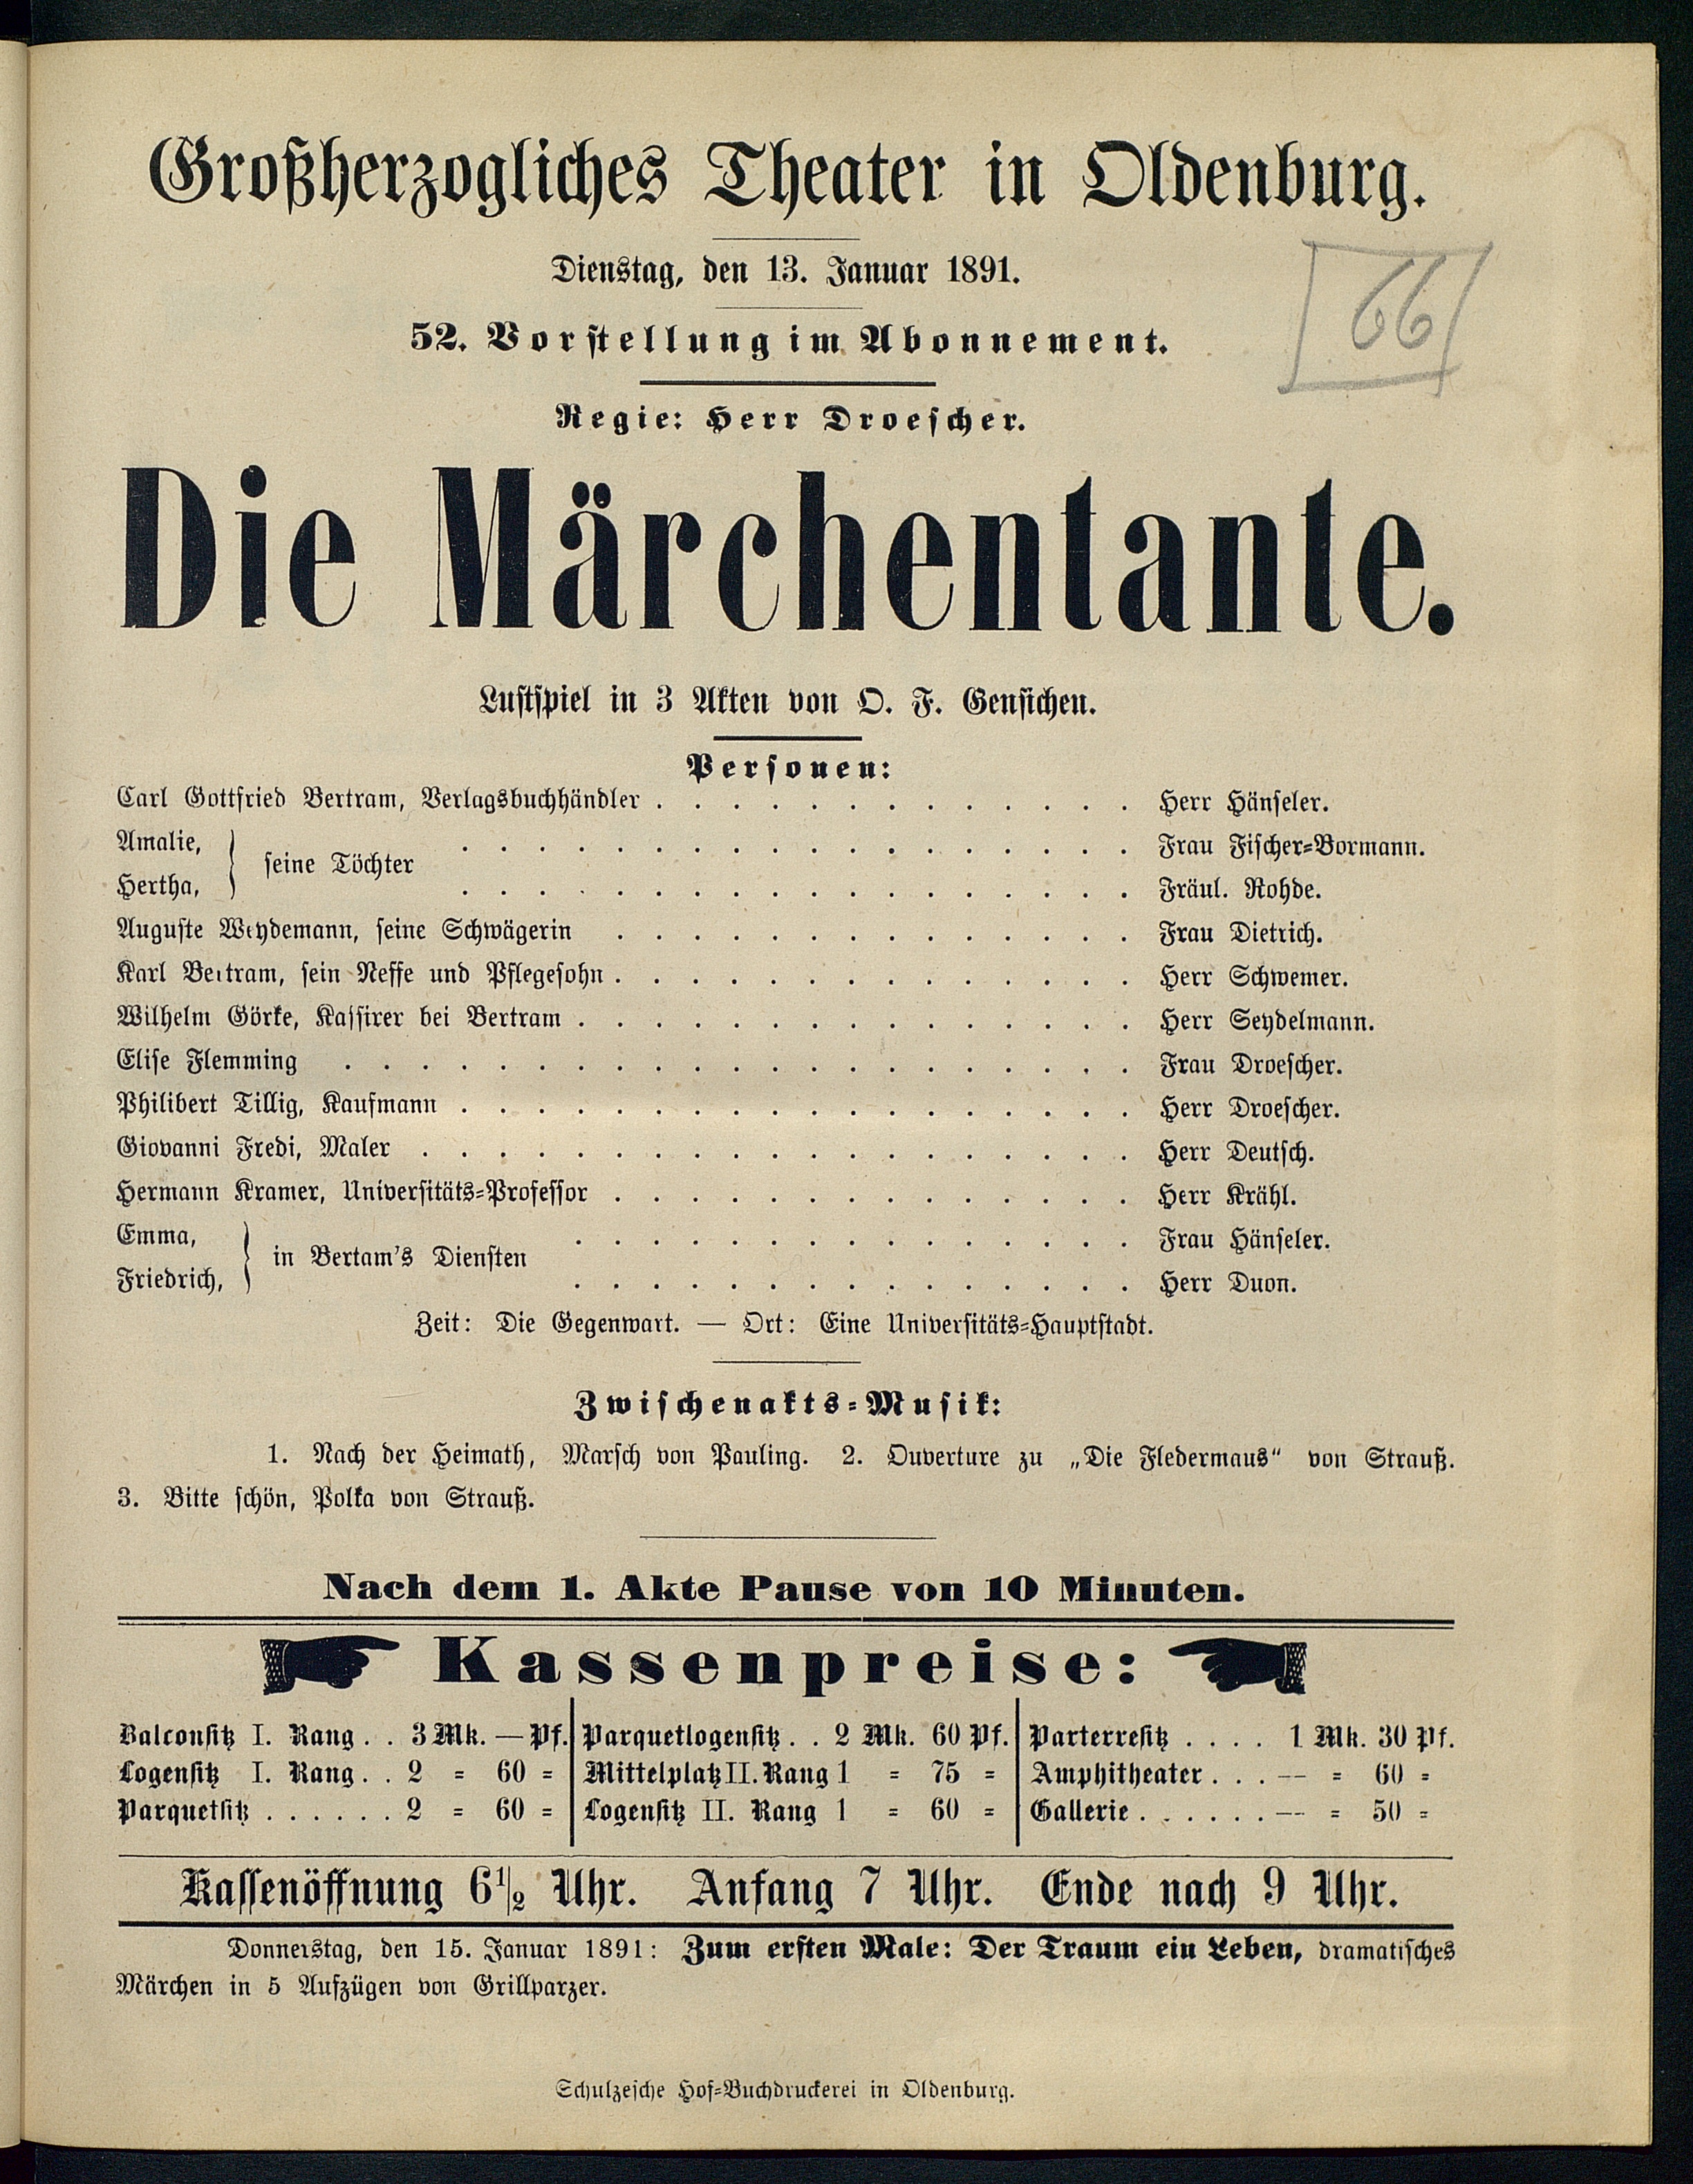 Großherzogliches Theater in Oldenburg.
Dienstag, den 13. Januar 1891.
66
52. Vorstellung im Abonnement.
Regie: Herr Droescher.
Die Märchentante.
Lustspiel in 3 Akten von O. F. Gensichen.
Personen:
Carl Gottfried Bertram, Verlagsbuchhändler . . . . . . . . . . . . . Herr Hänseler.
Amalie, } seine Töchter . . . . . . . . . . . . . . . . . . Frau Fischer=Vormann.
Hertha, } . . . . . . . . . . . . . . . . . . Fräul. Rohde.
Auguste Weydemann, seine Schwägerin . . . . . . . . . . . . . . Frau Dietrich.
Karl Bertram, sein Neffe und Pflegesohn . . . . . . . . . . . . . . Herr Schwemer.
Wilhelm Görke, Kassirer bei Bertram . . . . . . . . . . . . . . . Herr Seydelmann.
Elise Flemming . . . . . . . . . . . . . . . . . . . . . Frau Droescher.
Philibert Tillig, Kaufmann . . . . . . . . . . . . . . . . . . Herr Droescher.
Giovanni Fredi, Maler . . . . . . . . . . . . . . . . . . . Herr Deutsch.
Hermann Kramer, Universitäts=Professor . . . . . . . . . . . . . . Herr Krähl.
Emma, } in Bertam's Diensten . . . . . . . . . . . . . . . Frau Hänseler.
Friedrich, } . . . . . . . . . . . . . . . Herr Duon.
Zeit: Die Gegenwart. — Ort: Eine Universitäts=Hauptstadt.
Zwischenakts=Musik:
1. Nach der Heimath, Marsch von Pauling. 2. Ouverture zu „Die Fledermaus“ von Strauß.
3. Bitte schön, Polka von Strauß.
Nach dem 1. Akte Pause von 10 Minuten.
Kassenpreise:
Balconsitz I. Rang . . 3 Mk. — Pf. Parquetlogensitz . . 2 Mk. 60 Pf. Parterresitz . . . . 1 Mk. 30 Pf.
Logensitz I. Rang . . 2 = 60 = Mittelplatz II. Rang 1 = 75 = Amphitheater . . . — = 60 =
Parquetsitz . . . . . . 2 = 60 = Logensitz II. Rang 1 = 60 = Gallerie . . . . . . — = 50 =
Kassenöffnung 6½ Uhr. Anfang 7 Uhr. Ende nach 9 Uhr.
Donnerstag, den 15. Januar 1891: Zum ersten Male: Der Traum ein Leben, dramatisches
Märchen in 5 Aufzügen von Grillparzer.
Schulzesche Hof=Buchdruckerei in Oldenburg.